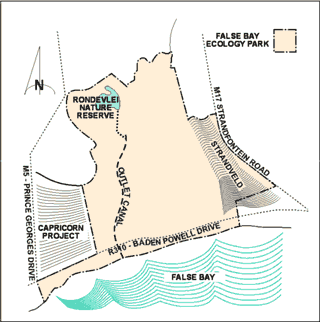 FALSE BAY
ECOLOGY PARK
N
RONDEVLEI
NATURE
RESERVE
M17 STRANDFONTEIN ROAD
STRANDVELD
OUTLET CANAL
M5 - PRINCE GEORGES DRIVE
CAPRICORN
PROJECT
R310 - BADEN POWELL DRIVE
FALSE BAY